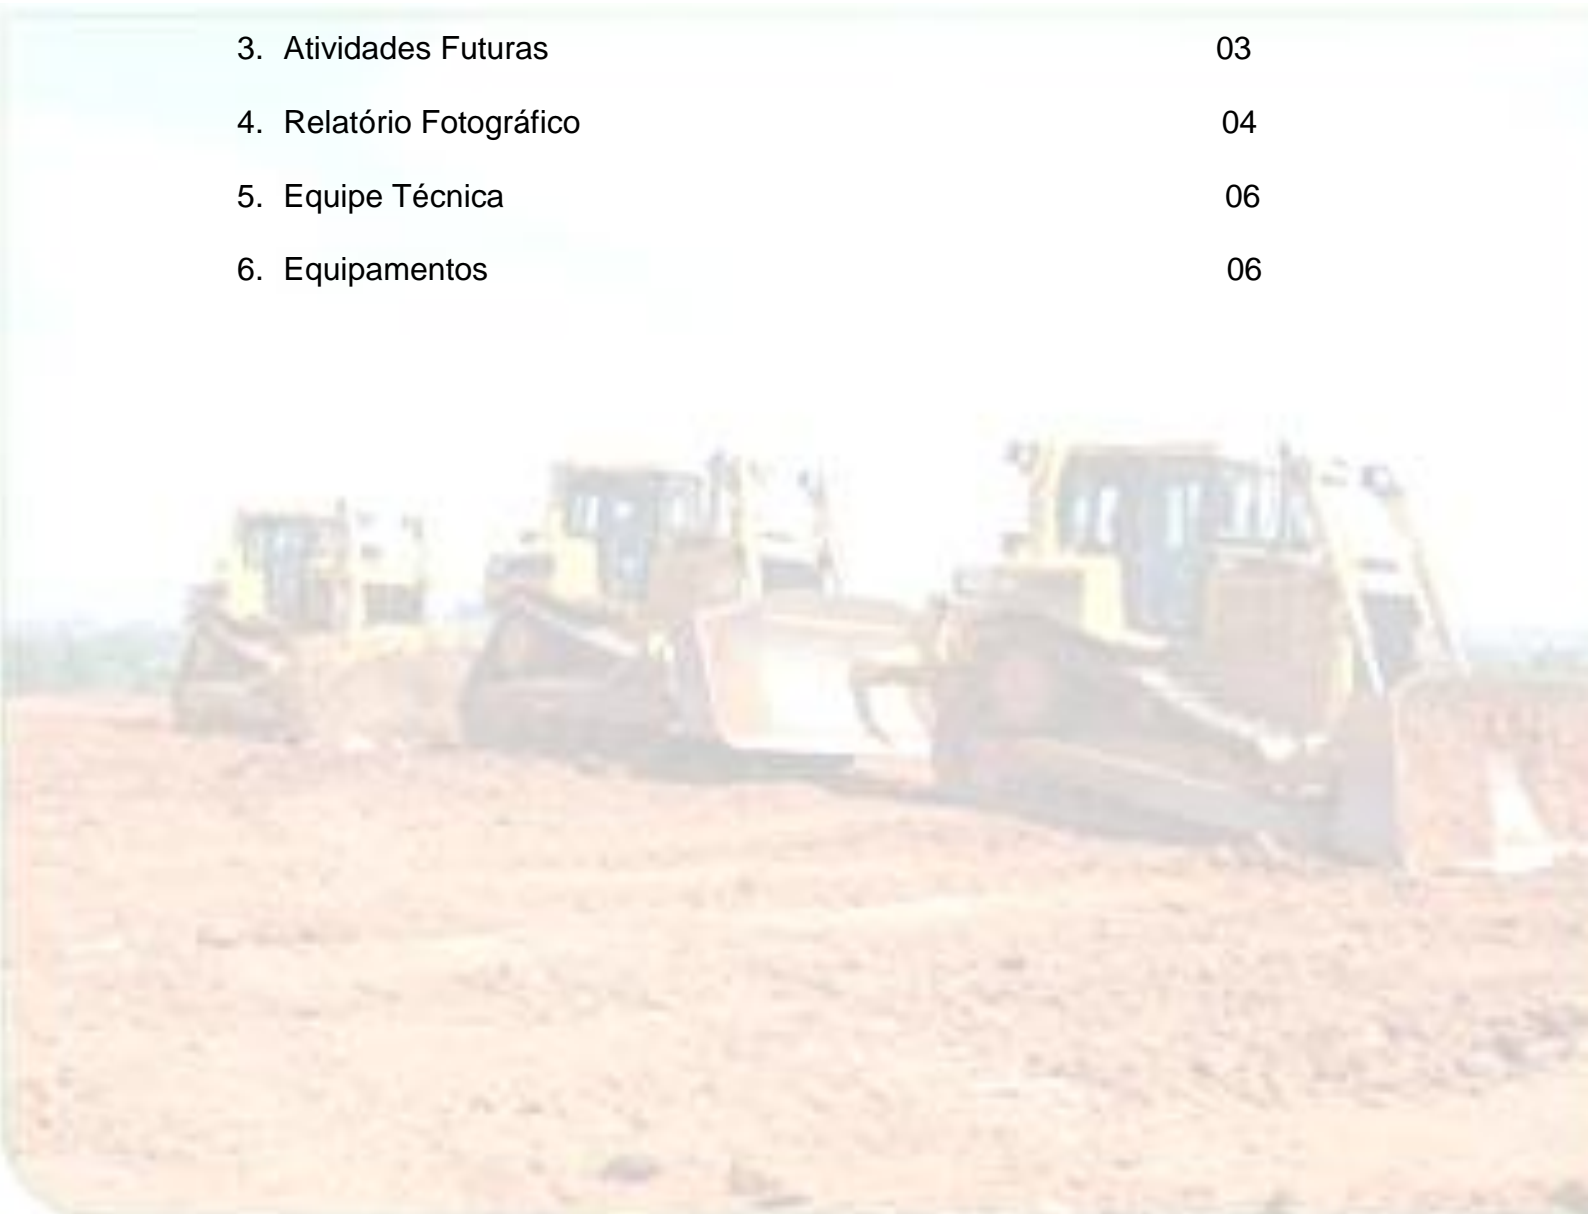 3. Atividades Futuras 03
4. Relatório Fotográfico 04
5. Equipe Técnica 06
6. Equipamentos 06